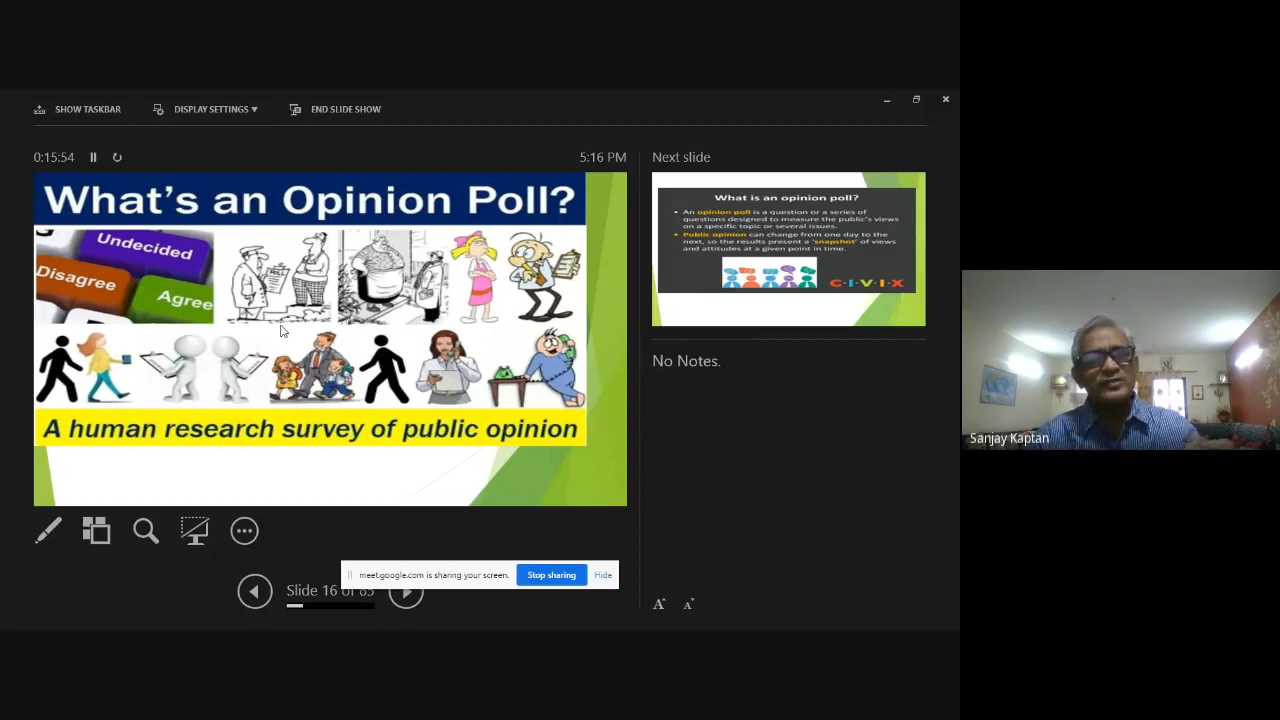 SHOW TASKBAR
DISPLAY SETTINGS ▾
END SLIDE SHOW
0:15:54
5:16 PM
What's an Opinion Poll?
Undecided
Disagree
Agree
A human research survey of public opinion
Next slide
What is an opinion poll?
• An opinion poll is a question or a series of
questions designed to measure the public's views
on a specific topic or several issues.
• Public opinion can change from one day to the
next, so the results present a 'snapshot' of views
and attitudes at a given point in time.
C·I·V·I·X
No Notes.
meet.google.com is sharing your screen.
Stop sharing
Hide
Slide 16 of 85
A A
Sanjay Kaptan